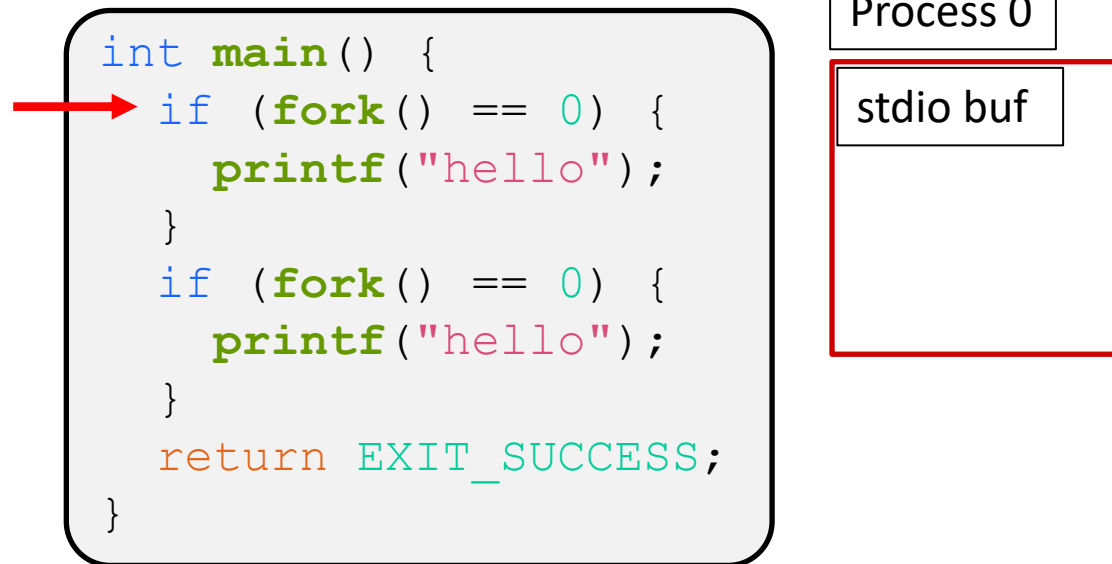 int main() {
if (fork() == 0) {
printf("hello");
}
if (fork() == 0) {
printf("hello");
}
return EXIT_SUCCESS;
}
Process 0
stdio buf